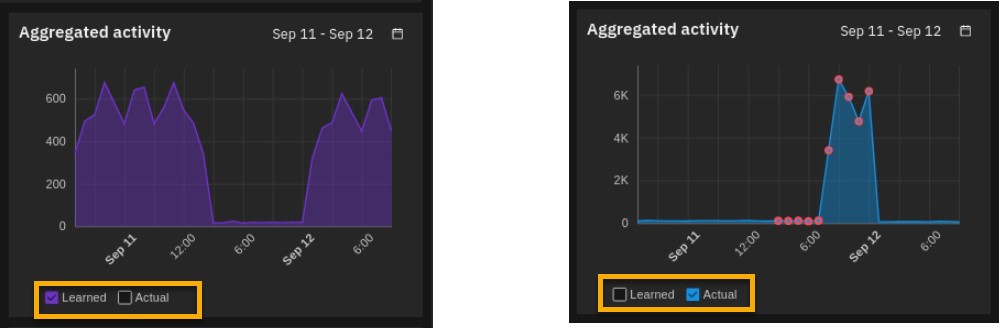 Aggregated activity
Sep 11 - Sep 12
600
400
200
0
Sep 11
12:00
6:00
Sep 12
6:00
Learned
Actual
Aggregated activity
Sep 11 - Sep 12
6K
4K
2K
0
Sep 11
12:00
6:00
Sep 12
6:00
Learned
Actual